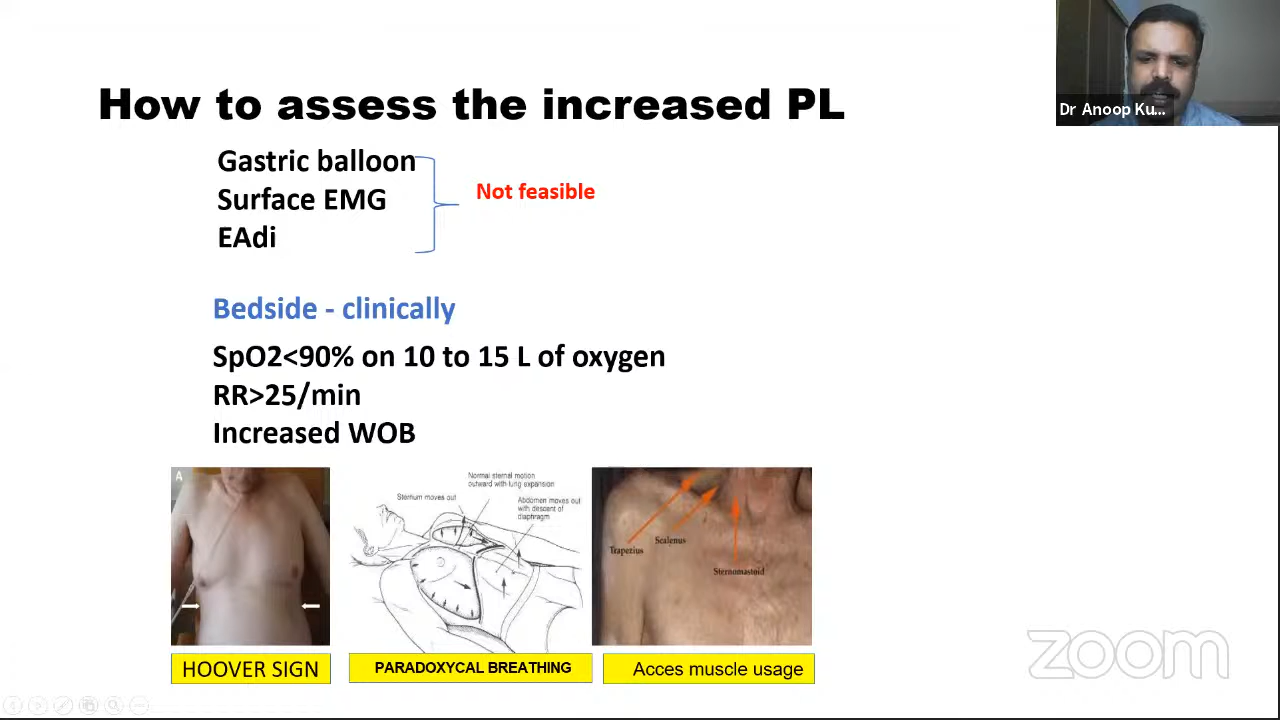 How to assess the increased PL
Dr Anoop Ku...
Gastric balloon
Surface EMG
EAdi
Not feasible
Bedside - clinically
SpO2<90% on 10 to 15 L of oxygen
RR>25/min
Increased WOB
A
Normal sternal motion
outward with lung expansion
Sternum moves out
Abdomen moves out
with descent of
diaphragm
Trapezius
Scalenus
Sternomastoid
HOOVER SIGN
PARADOXYCAL BREATHING
Acces muscle usage
zoom